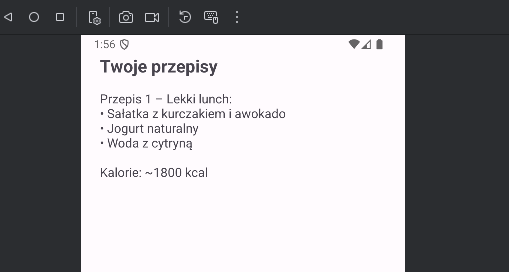 1:56
Twoje przepisy
Przepis 1 – Lekki lunch:
• Sałatka z kurczakiem i awokado
• Jogurt naturalny
• Woda z cytryną
Kalorie: ~1800 kcal